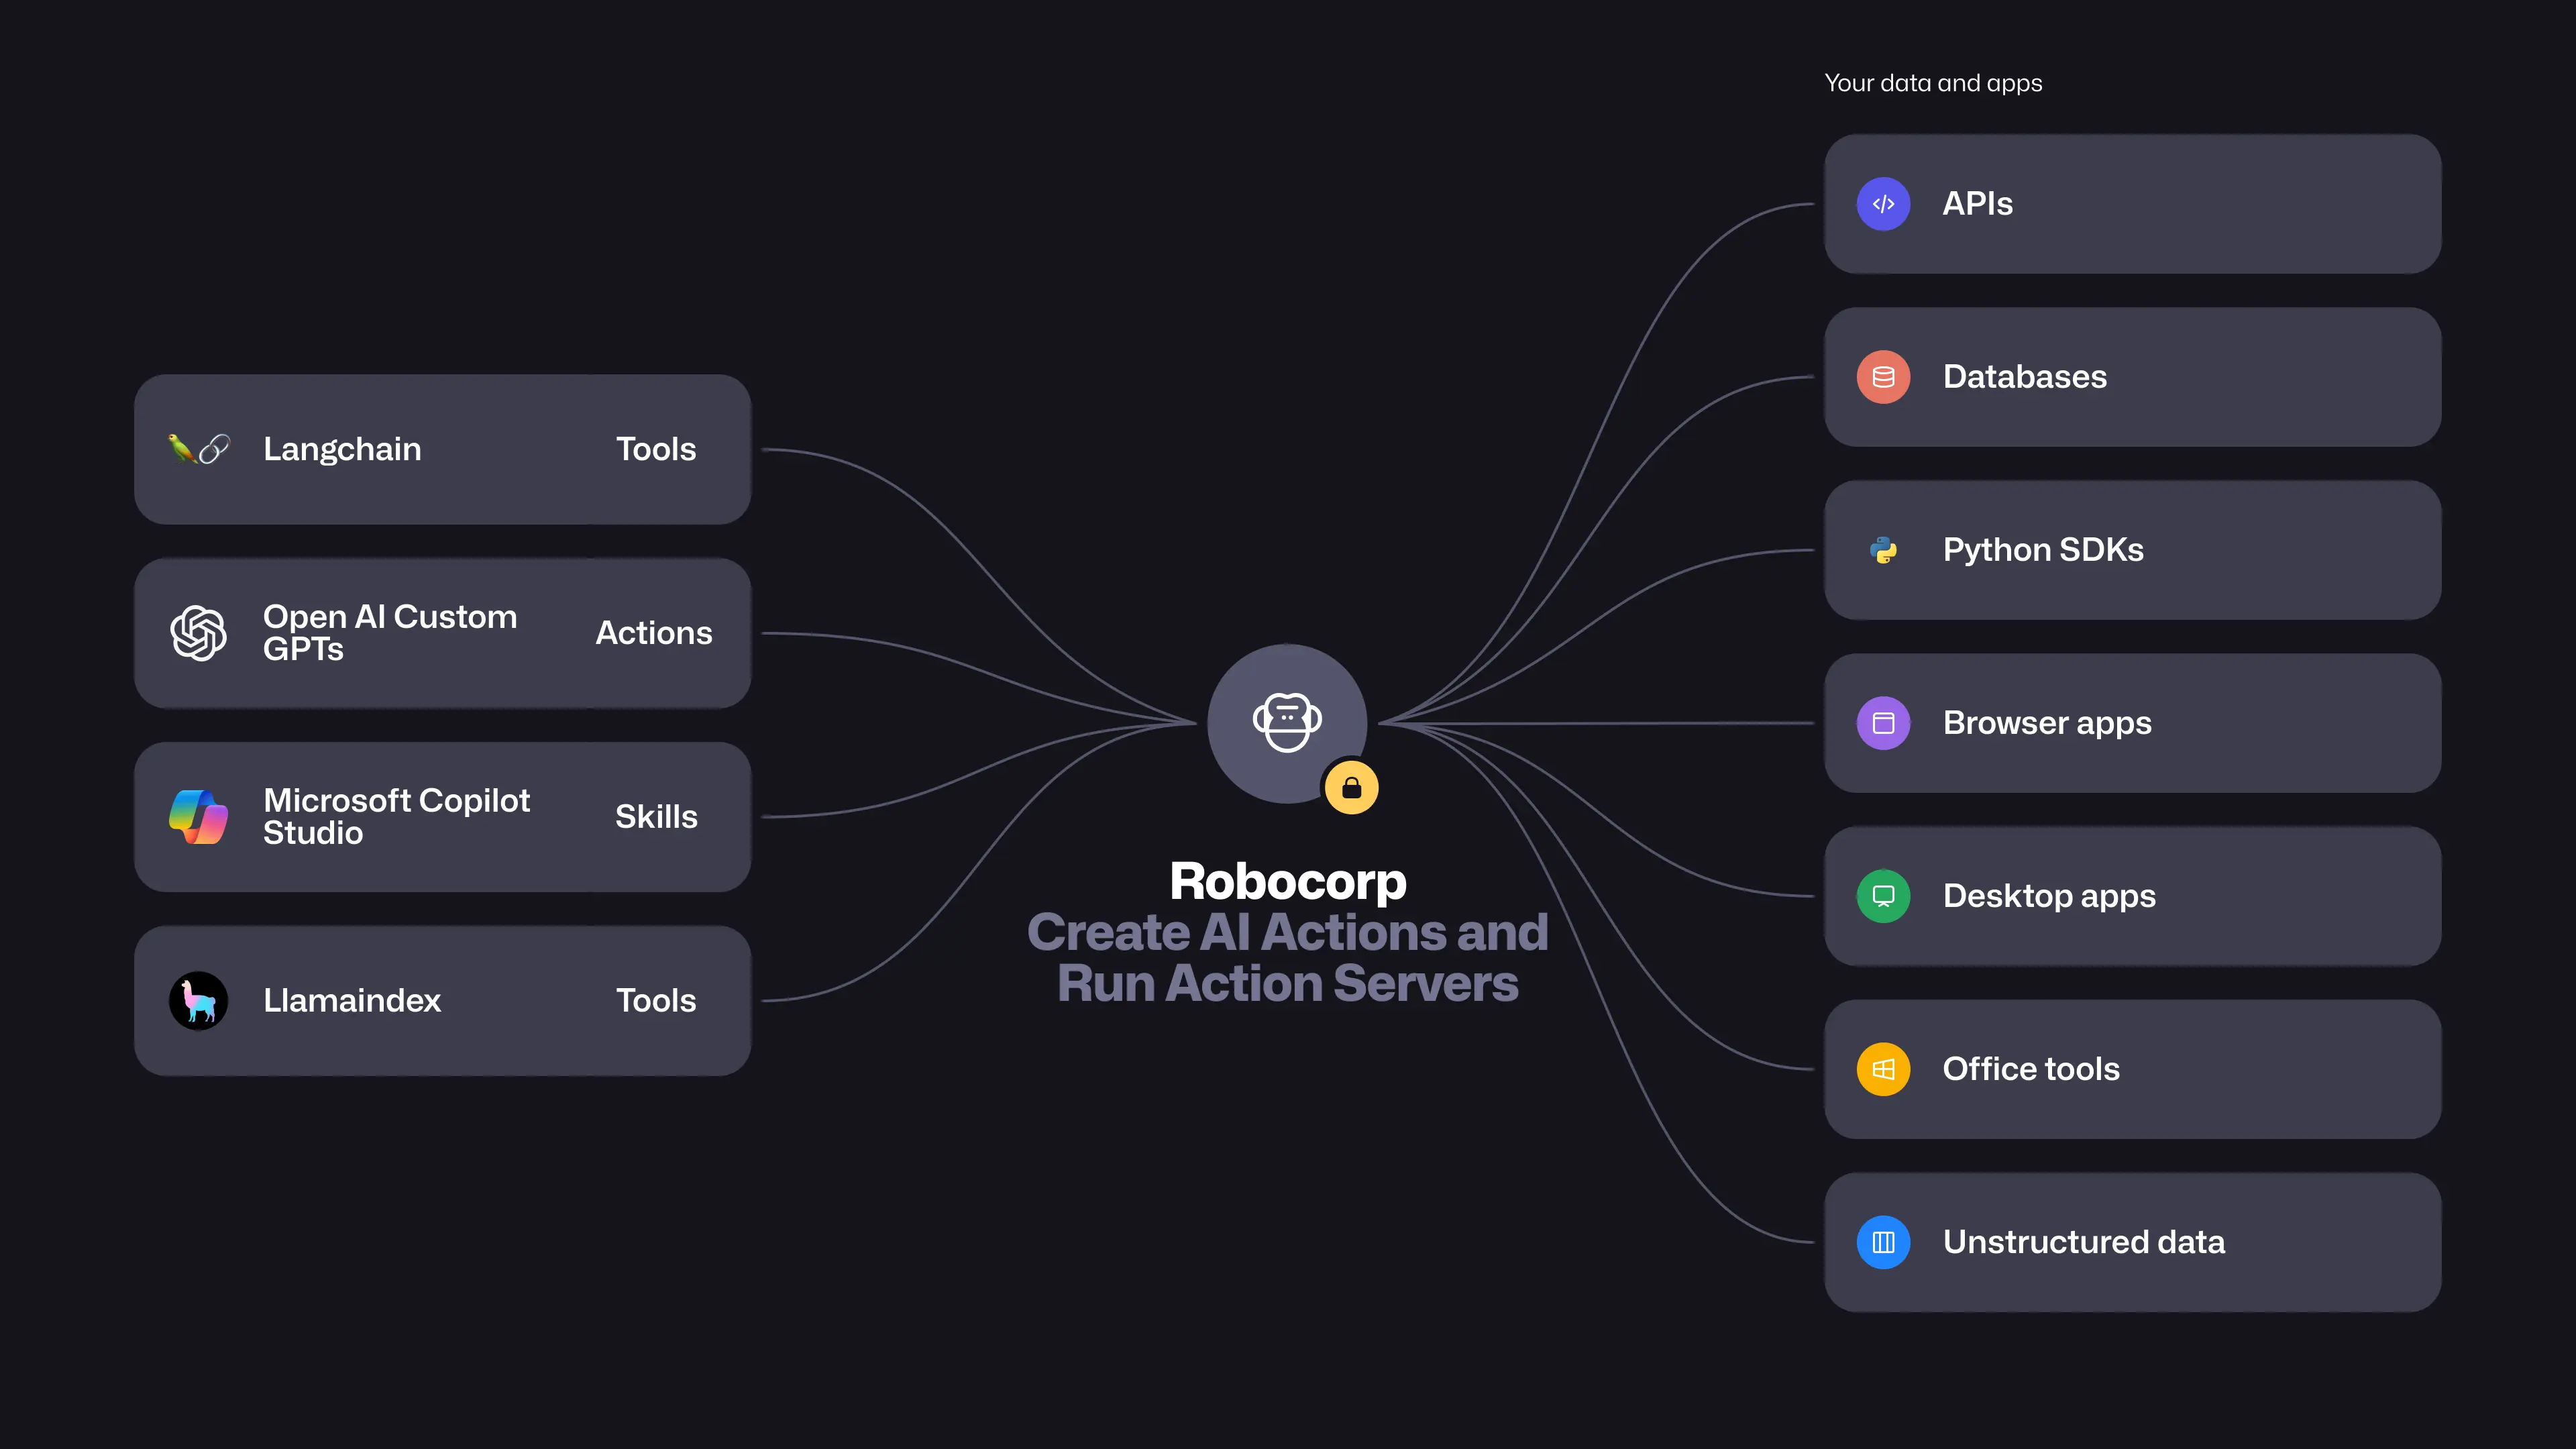 Langchain
Tools
Open AI Custom
GPTs
Actions
Microsoft Copilot
Studio
Skills
Llamaindex
Tools
Robocorp
Create AI Actions and
Run Action Servers
Your data and apps
APIs
Databases
Python SDKs
Browser apps
Desktop apps
Office tools
Unstructured data